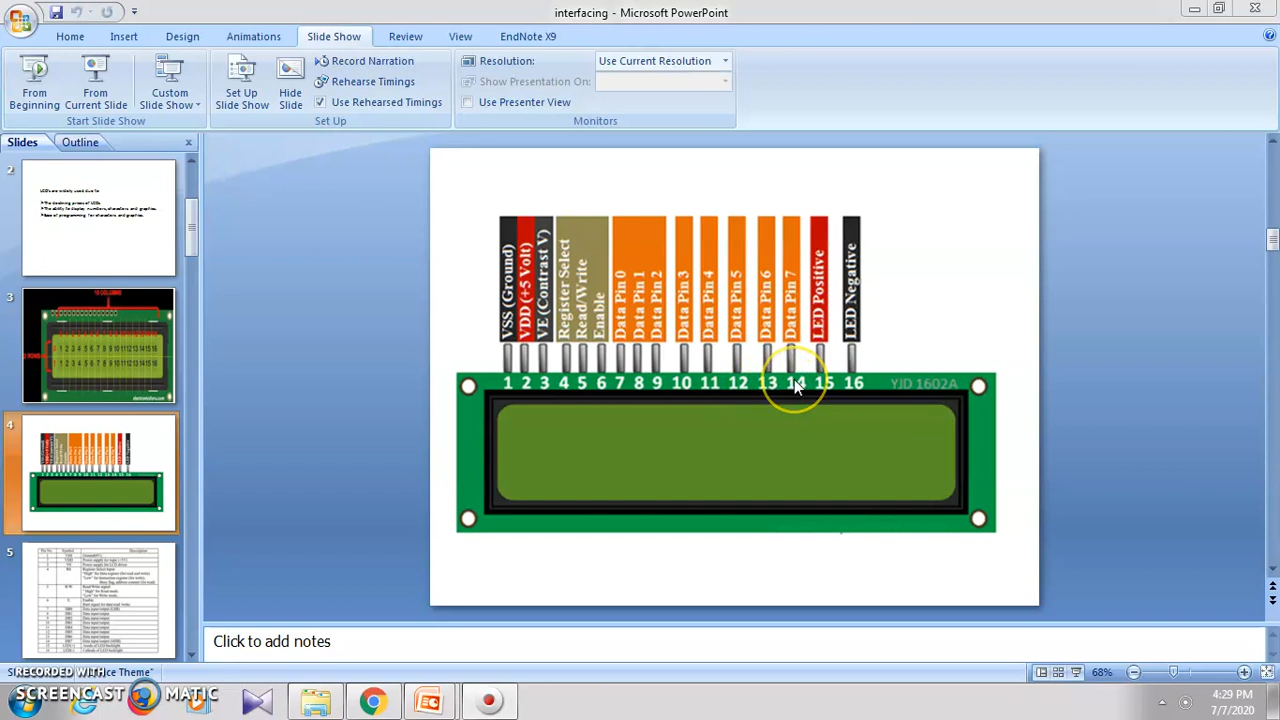 interfacing - Microsoft PowerPoint
Home Insert Design Animations Slide Show Review View EndNote X9
From Beginning
From Current Slide
Custom Slide Show
Start Slide Show
Set Up Slide Show
Hide Slide
Record Narration
Rehearse Timings
Use Rehearsed Timings
Set Up
Resolution: Use Current Resolution
Show Presentation On:
Use Presenter View
Monitors
Slides Outline
2
3
4
5
VSS (Ground)
VDD (+5 Volt)
VE (Contrast V)
Register Select
Read/Write
Enable
Data Pin 0
Data Pin 1
Data Pin 2
Data Pin 3
Data Pin 4
Data Pin 5
Data Pin 6
Data Pin 7
LED Positive
LED Negative
1 2 3 4 5 6 7 8 9 10 11 12 13 14 15 16 YJD 1602A
Click add notes
RECORDED WITH
SCREENCAST MATIC
ce Theme"
68%
4:29 PM
7/7/2020